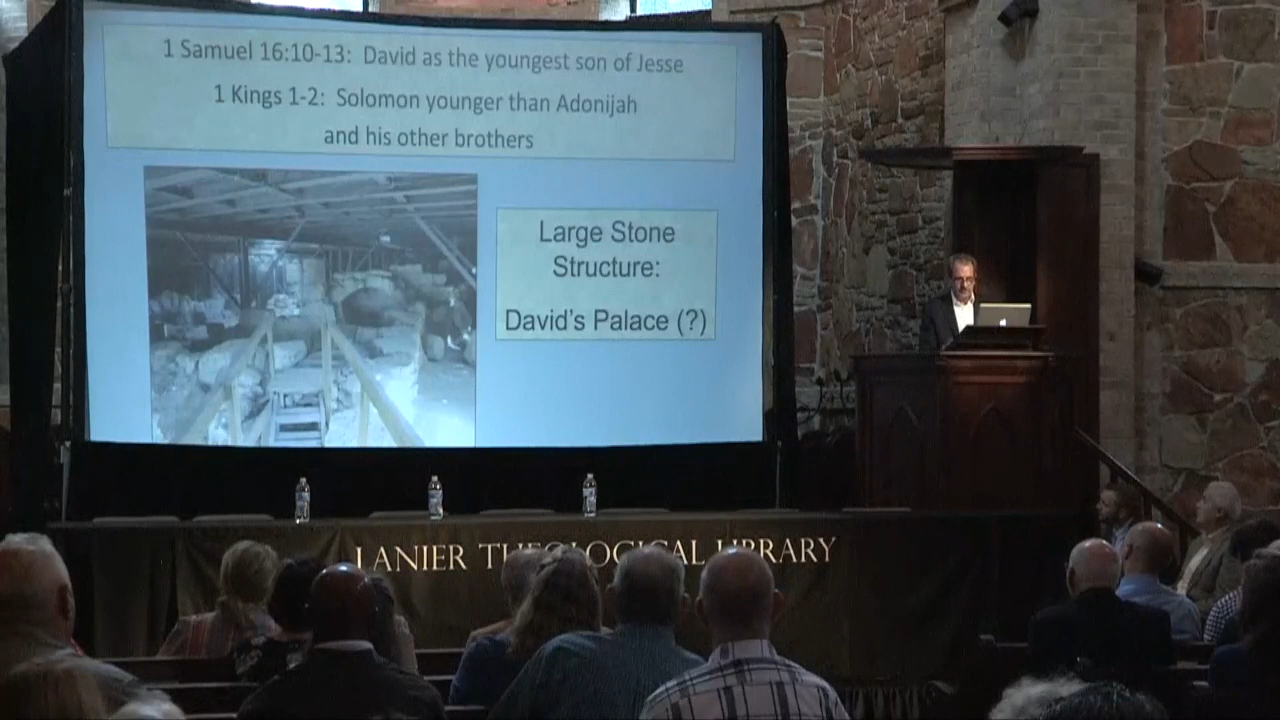 1 Samuel 16:10-13: David as the youngest son of Jesse
1 Kings 1-2: Solomon younger than Adonijah
and his other brothers
Large Stone
Structure:
David's Palace (?)
LANIER THEOLOGICAL LIBRARY